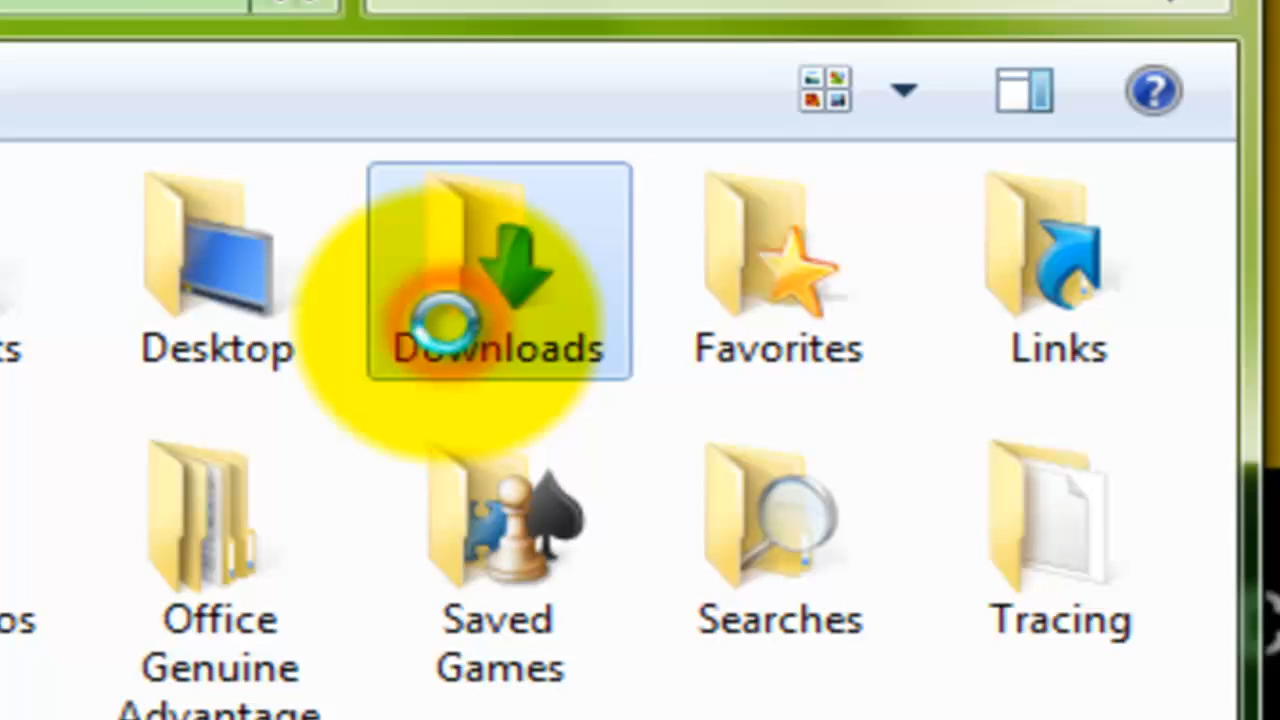 Desktop
Downloads
Favorites
Links
Office
Genuine
Advantage
Saved
Games
Searches
Tracing